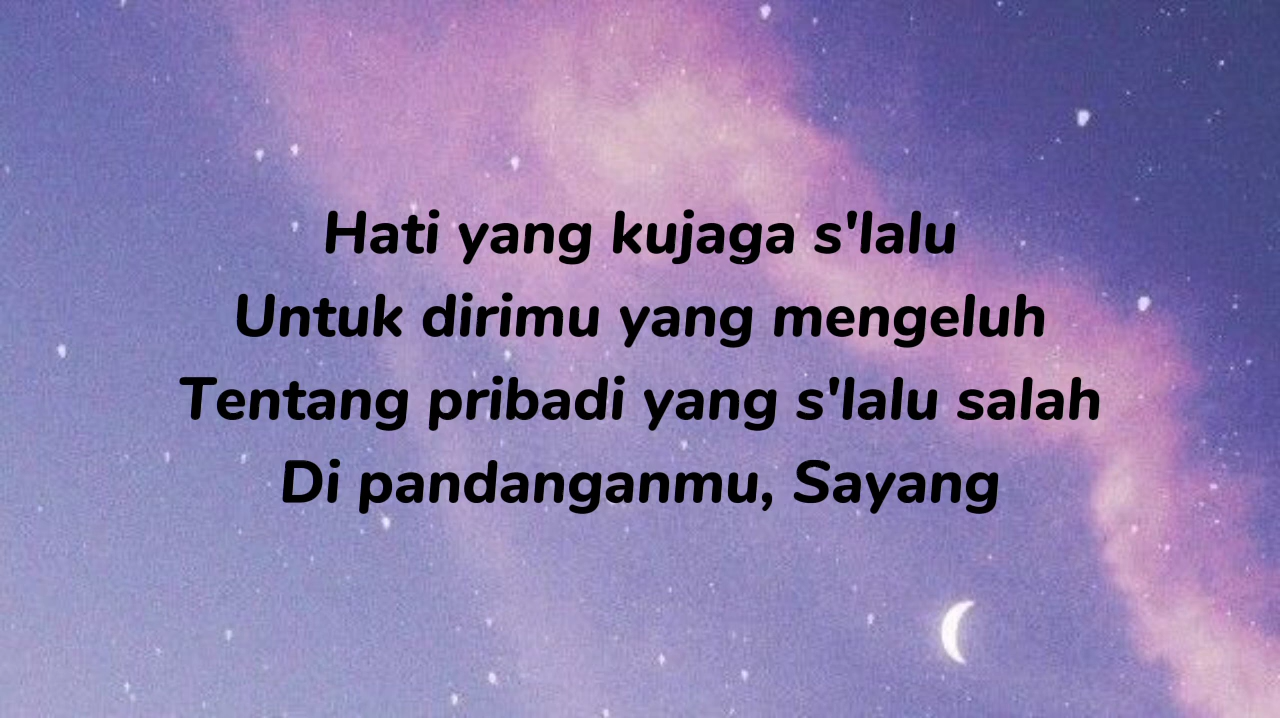 Hati yang kujaga s'lalu
Untuk dirimu yang mengeluh
Tentang pribadi yang s'lalu salah
Di pandanganmu, Sayang